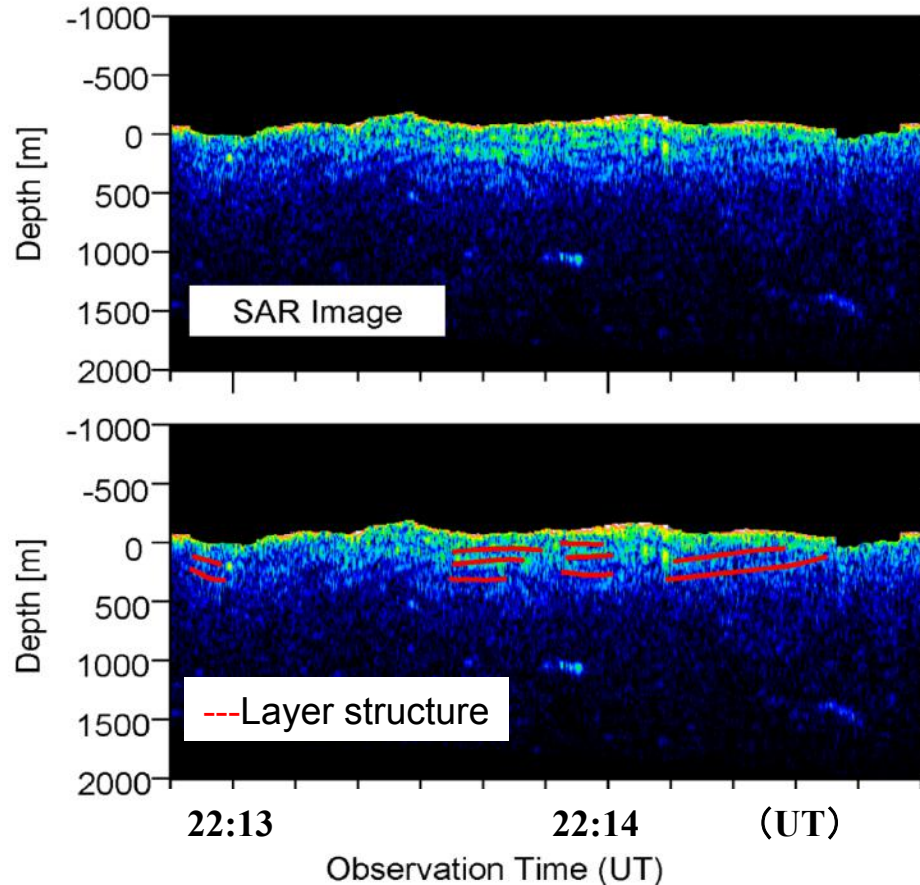 -1000
-500
0
500
1000
1500
2000
Depth [m]
SAR Image
-1000
-500
0
500
1000
1500
2000
Depth [m]
---Layer structure
22:13 22:14 （UT）
Observation Time (UT)